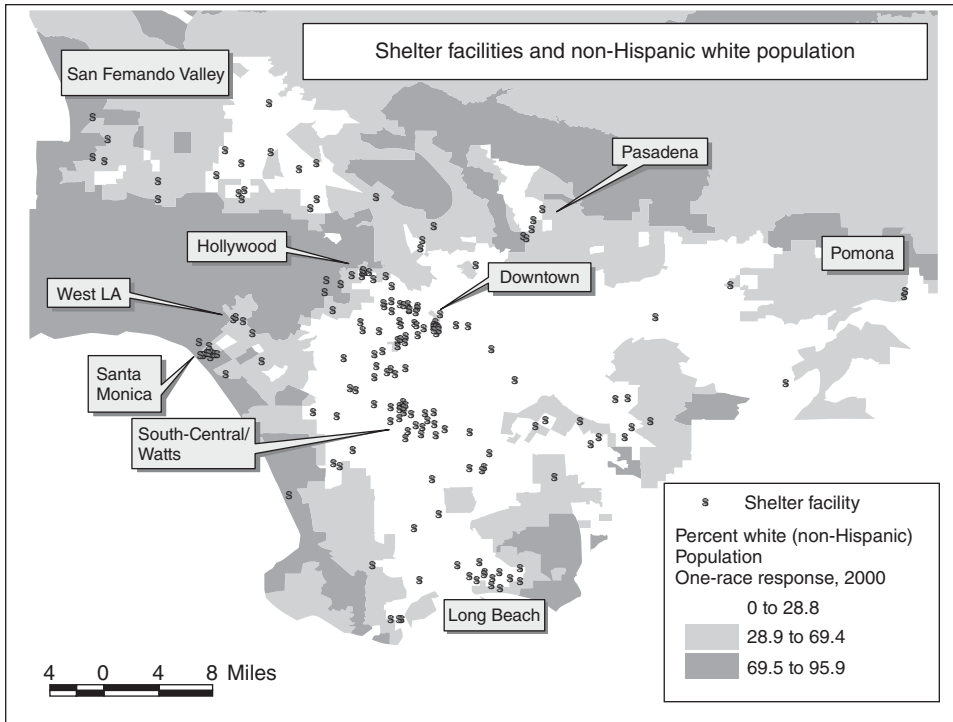 Shelter facilities and non-Hispanic white population
San Femando Valley
Pasadena
Hollywood
Pomona
Downtown
West LA
Santa
Monica
South-Central/
Watts
Long Beach
S Shelter facility
Percent white (non-Hispanic)
Population
One-race response, 2000
0 to 28.8
28.9 to 69.4
69.5 to 95.9
4 0 4 8 Miles